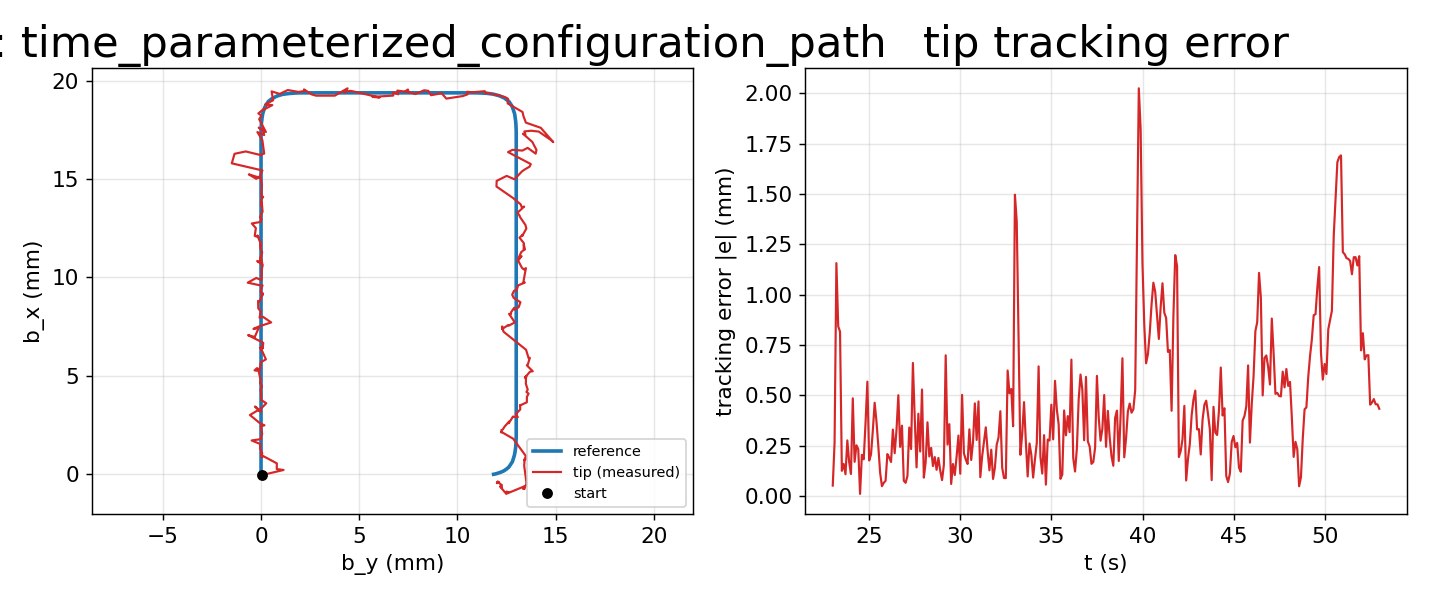 : time_parameterized_configuration_path
20
15
10
5
0
b_x (mm)
−5
0
5
10
15
20
b_y (mm)
reference
tip (measured)
start
tip tracking error
2.00
1.75
1.50
1.25
1.00
0.75
0.50
0.25
0.00
tracking error |e| (mm)
25
30
35
40
45
50
t (s)